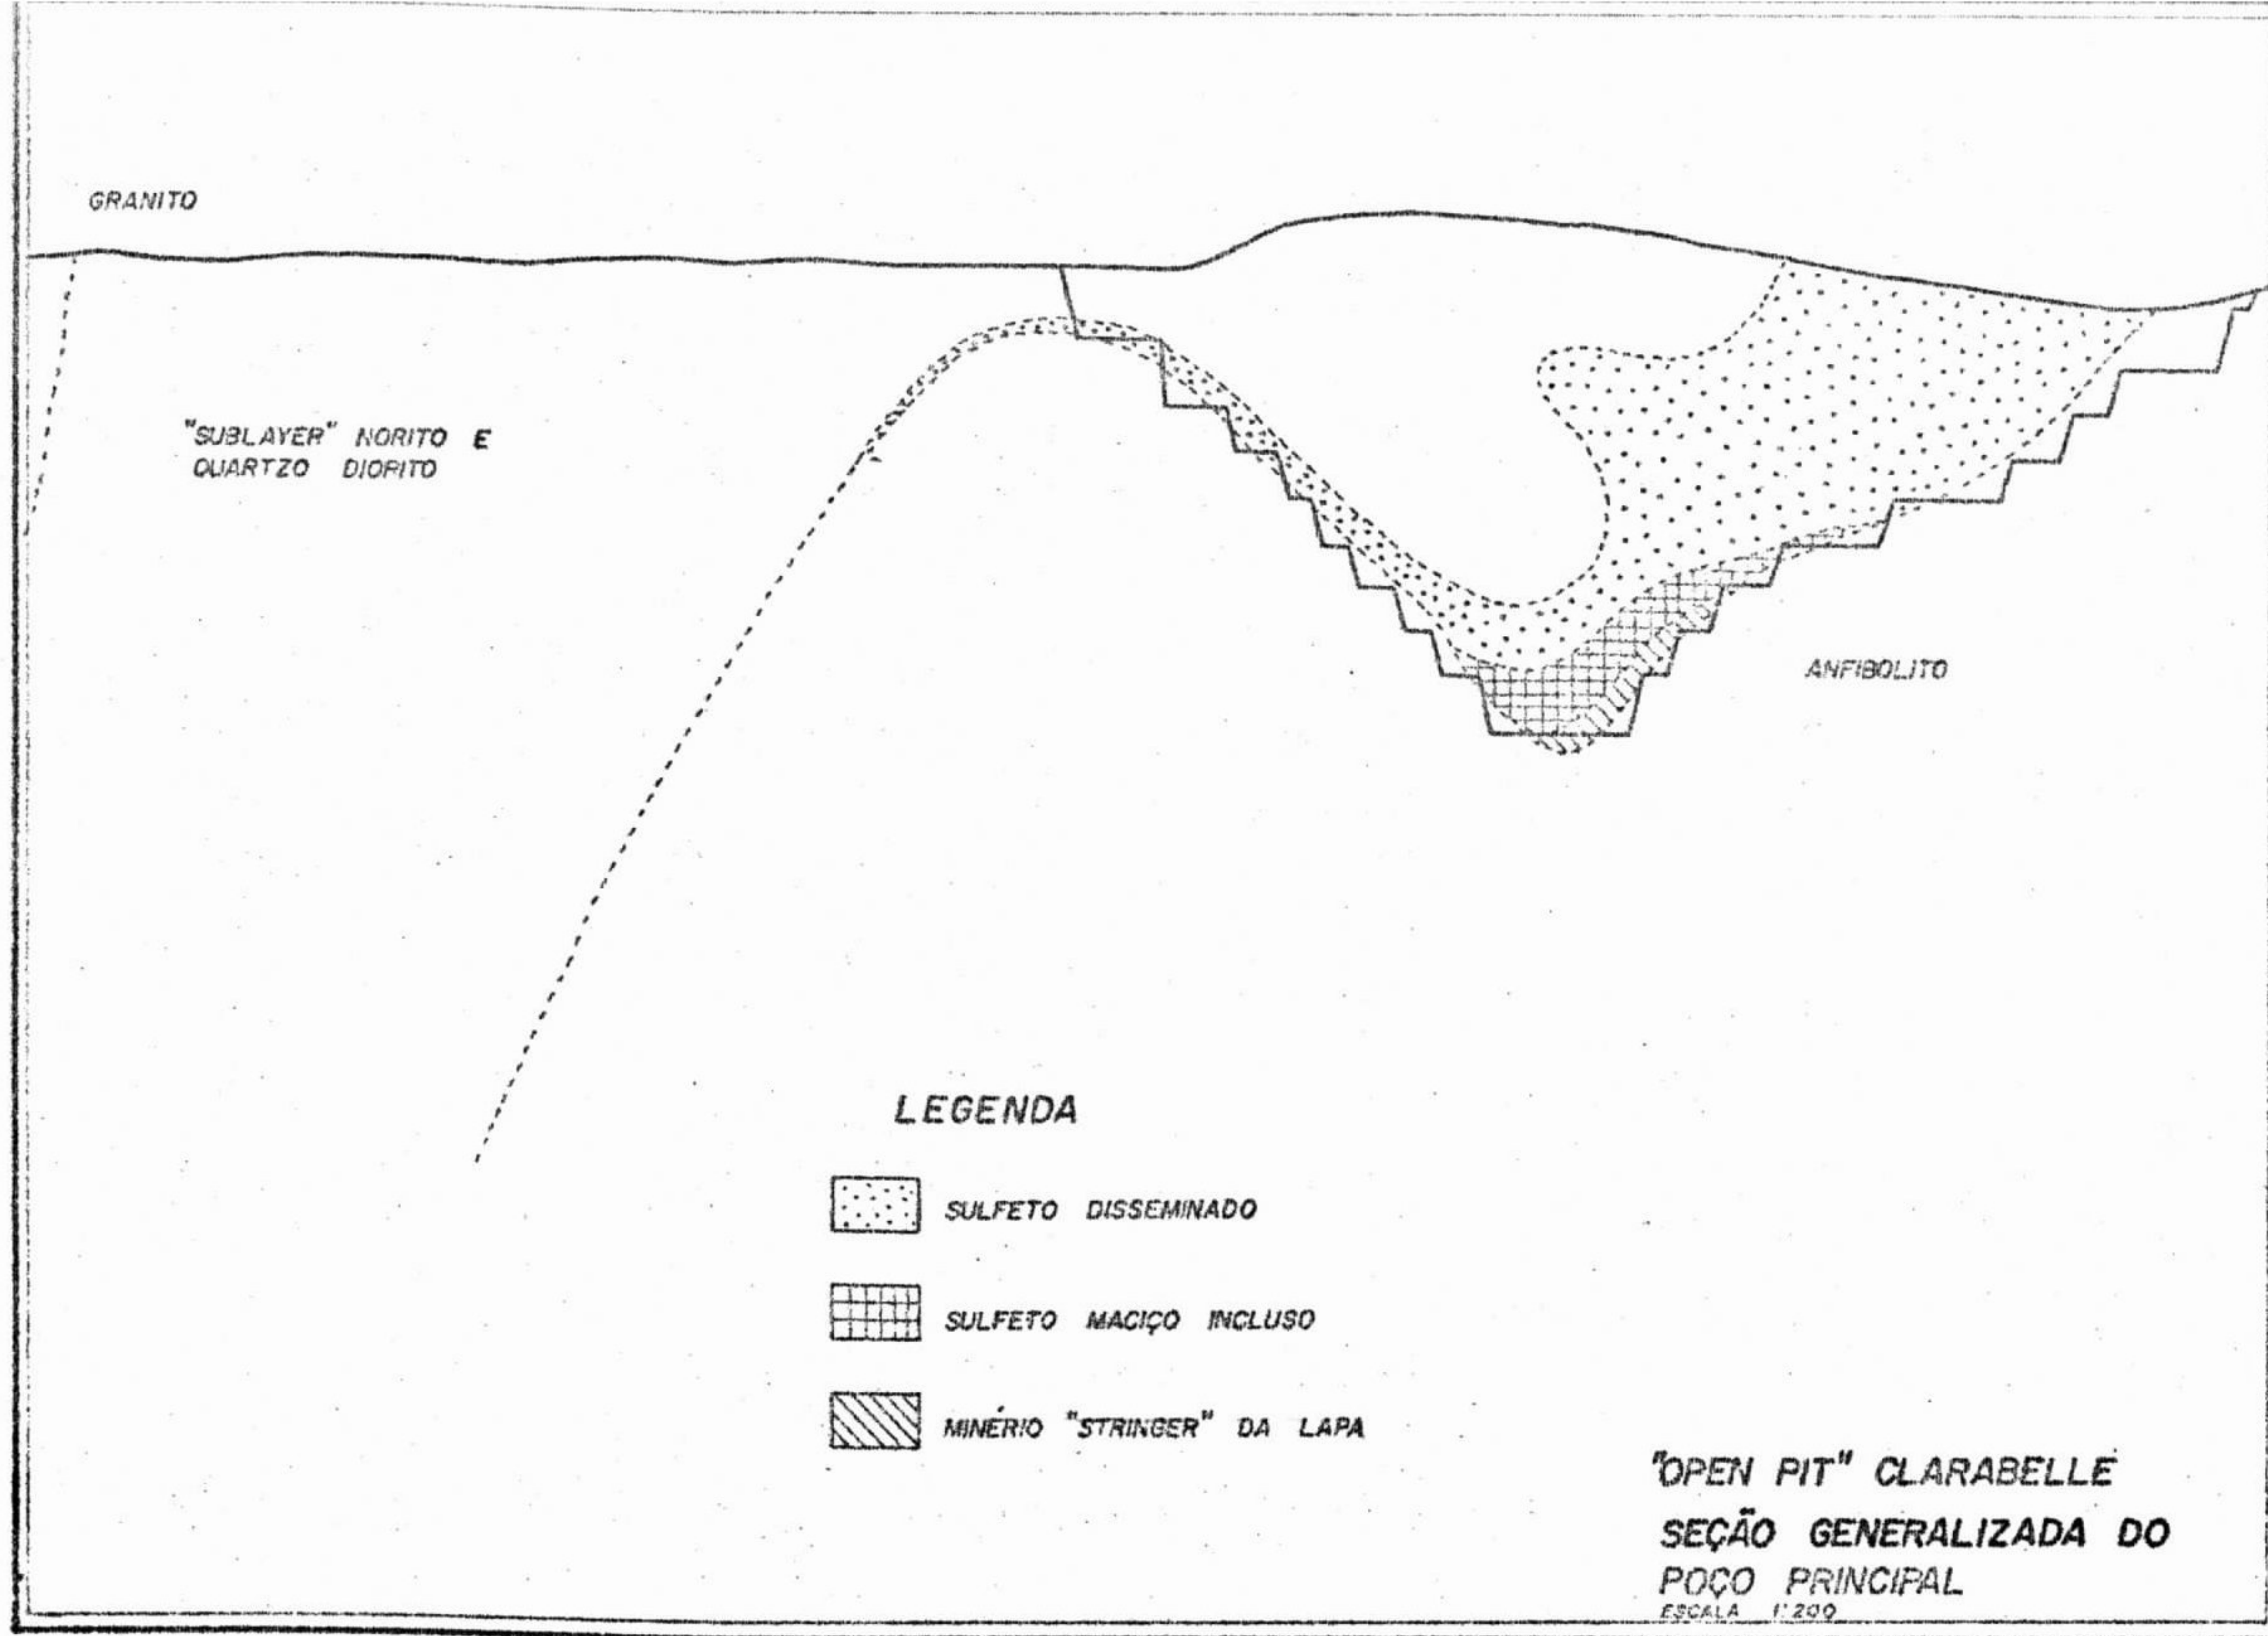 GRANITO
"SUBLAYER" NORITO E
QUARTZO DIORITO
ANFIBOLITO
LEGENDA
SULFETO DISSEMINADO
SULFETO MACIÇO INCLUSO
MINÉRIO "STRINGER" DA LAPA
"OPEN PIT" CLARABELLE
SEÇÃO GENERALIZADA DO
POÇO PRINCIPAL
ESCALA 1:200